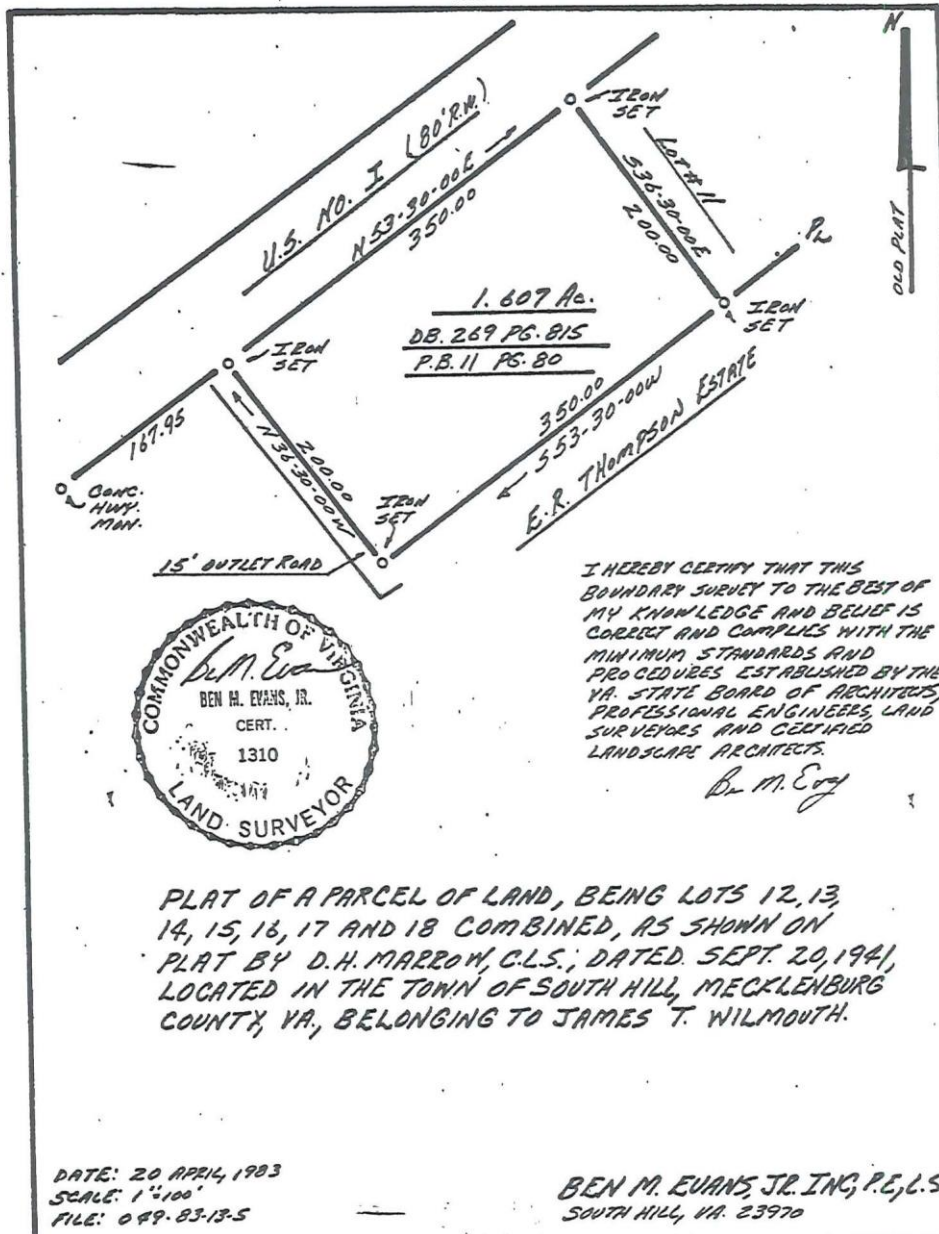 N
IRON
SET
U.S. NO. 1 (80' R.W.)
LOT # 11
N 53-30-00E
350.00
S36-30-00E
200.00
PL
OLD PLAT
1.607 Ac.
DB. 269 PG. 815
P.B. 11 PG. 80
IRON
SET
IRON
SET
167.95
350.00
S 53-30-00W
E.R. THOMPSON ESTATE
CONC.
HWY.
MON.
200.00
N 36-30-00W
IRON
SET
15' OUTLET ROAD
I HEREBY CERTIFY THAT THIS
BOUNDARY SURVEY TO THE BEST OF
MY KNOWLEDGE AND BELIEF IS
CORRECT AND COMPLIES WITH THE
MINIMUM STANDARDS AND
PROCEDURES ESTABLISHED BY THE
VA. STATE BOARD OF ARCHITECTS,
PROFESSIONAL ENGINEERS, LAND
SURVEYORS AND CERTIFIED
LANDSCAPE ARCHITECTS.
Ben M. Evans
COMMONWEALTH OF VIRGINIA
Ben M. Evans
BEN M. EVANS, JR.
CERT.
1310
LAND SURVEYOR
PLAT OF A PARCEL OF LAND, BEING LOTS 12, 13,
14, 15, 16, 17 AND 18 COMBINED, AS SHOWN ON
PLAT BY D.H. MARROW, C.L.S.; DATED SEPT. 20, 1941,
LOCATED IN THE TOWN OF SOUTH HILL, MECKLENBURG
COUNTY, VA., BELONGING TO JAMES T. WILMOUTH.
DATE: 20 APRIL, 1983
SCALE: 1"=100'
FILE: 049-83-13-S
BEN M. EVANS, JR. INC, P.E., L.S
SOUTH HILL, VA. 23970